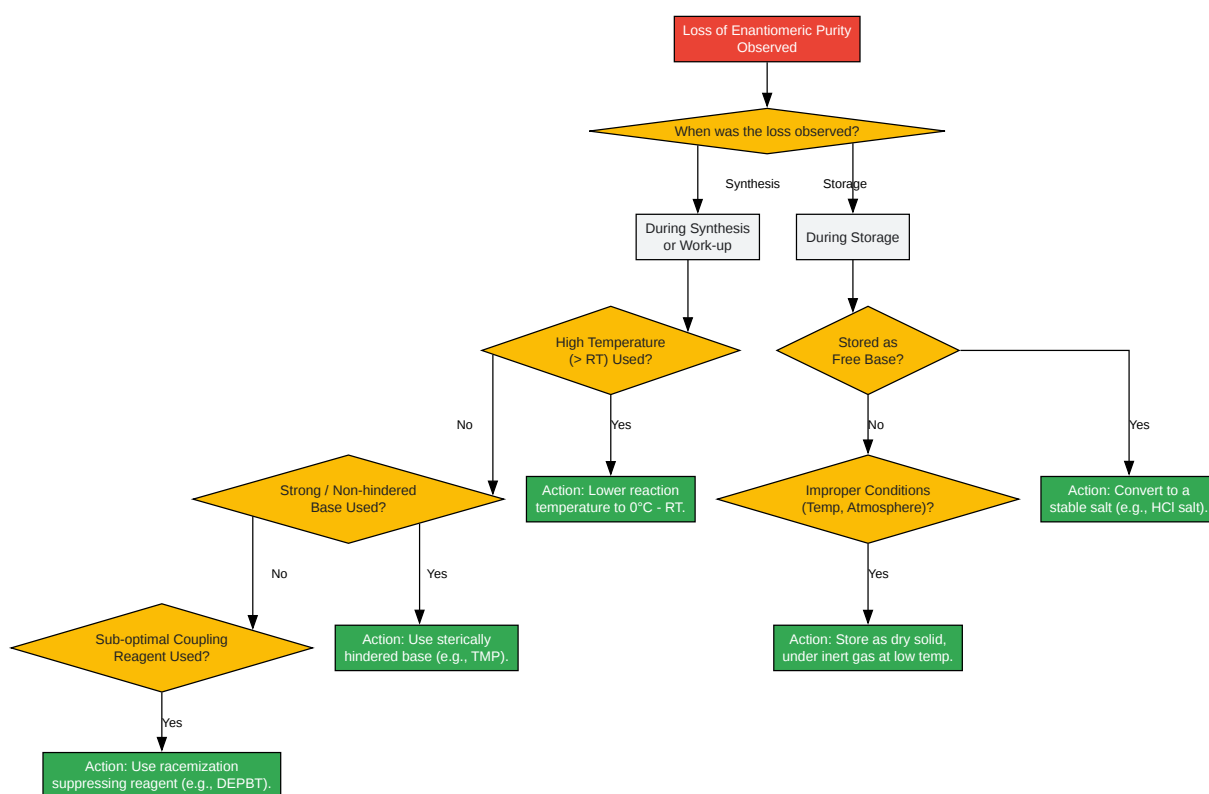 Loss of Enantiomeric Purity
Observed
When was the loss observed?
Synthesis
Storage
During Synthesis
or Work-up
During Storage
High Temperature
(> RT) Used?
Stored as
Free Base?
No
Yes
No
Yes
Strong / Non-hindered
Base Used?
Action: Lower reaction
temperature to 0°C - RT.
Improper Conditions
(Temp, Atmosphere)?
Action: Convert to a
stable salt (e.g., HCl salt).
No
Yes
Yes
Sub-optimal Coupling
Reagent Used?
Action: Use sterically
hindered base (e.g., TMP).
Action: Store as dry solid,
under inert gas at low temp.
Yes
Action: Use racemization
suppressing reagent (e.g., DEPBT).